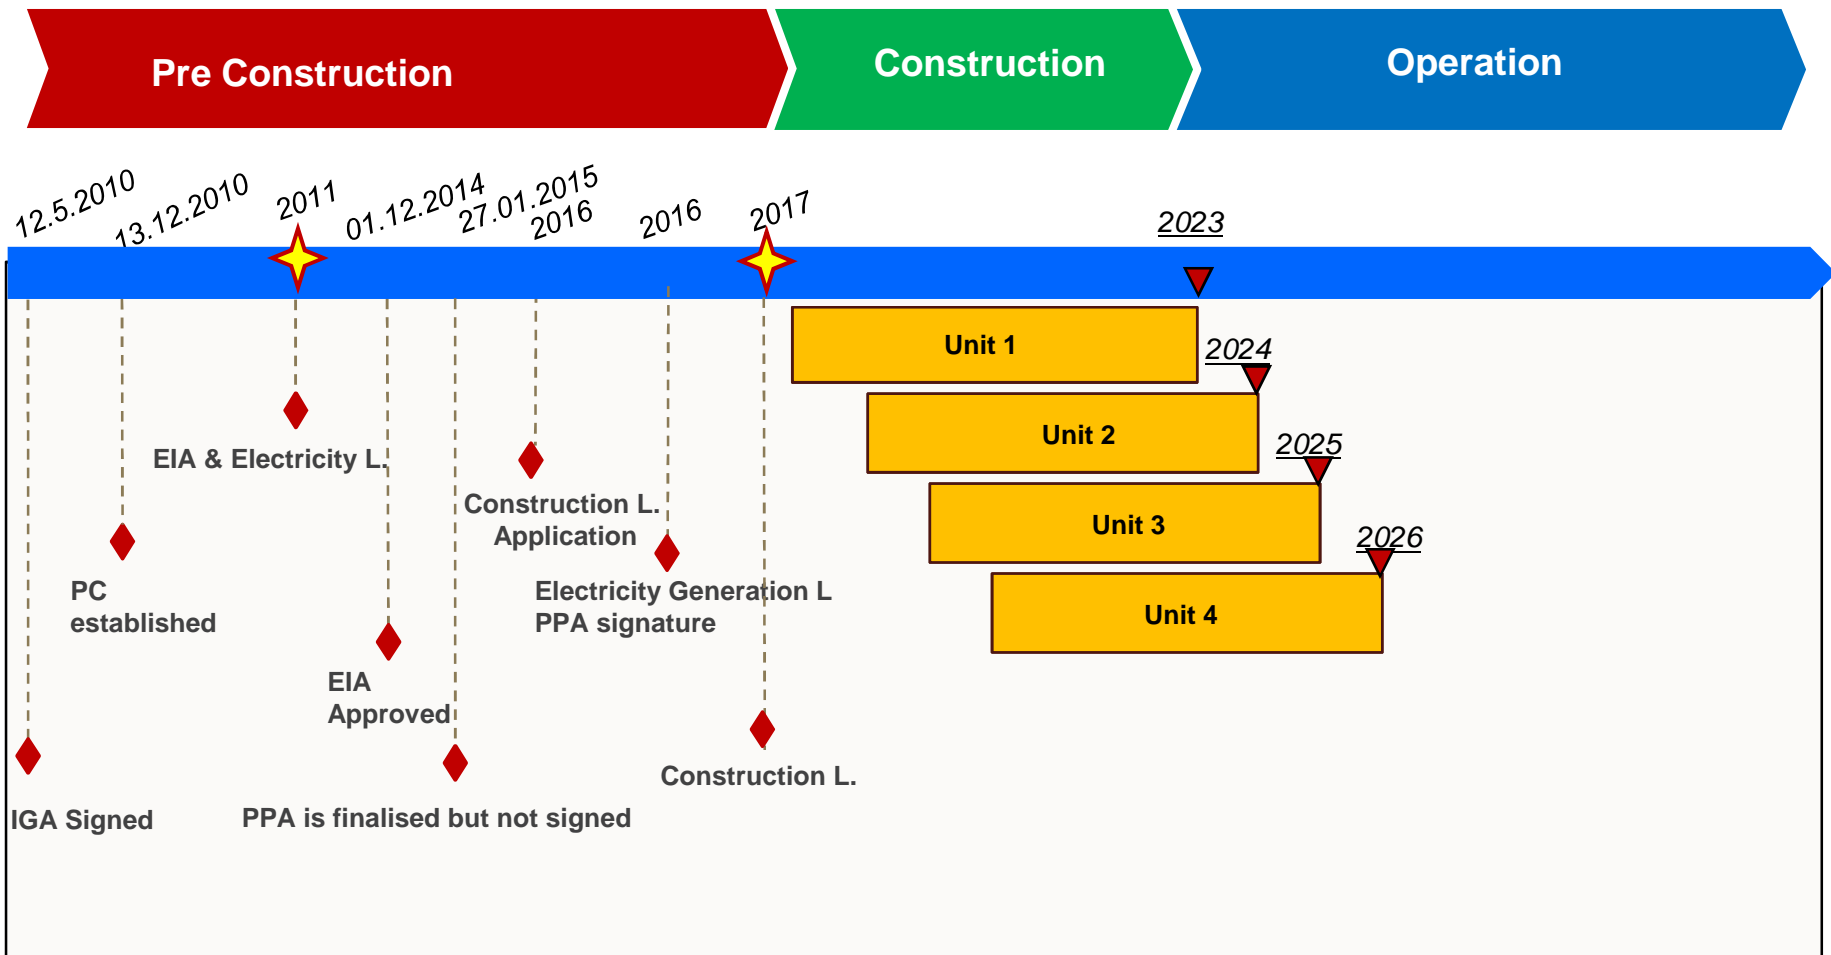 Pre Construction
Construction
Operation
12.5.2010
13.12.2010
2011
01.12.2014
27.01.2015
2016
2016
2017
2023
Unit 1
2024
Unit 2
2025
Unit 3
2026
Unit 4
EIA & Electricity L.
Construction L.
Application
PC
established
Electricity Generation L
PPA signature
EIA
Approved
Construction L.
IGA Signed
PPA is finalised but not signed